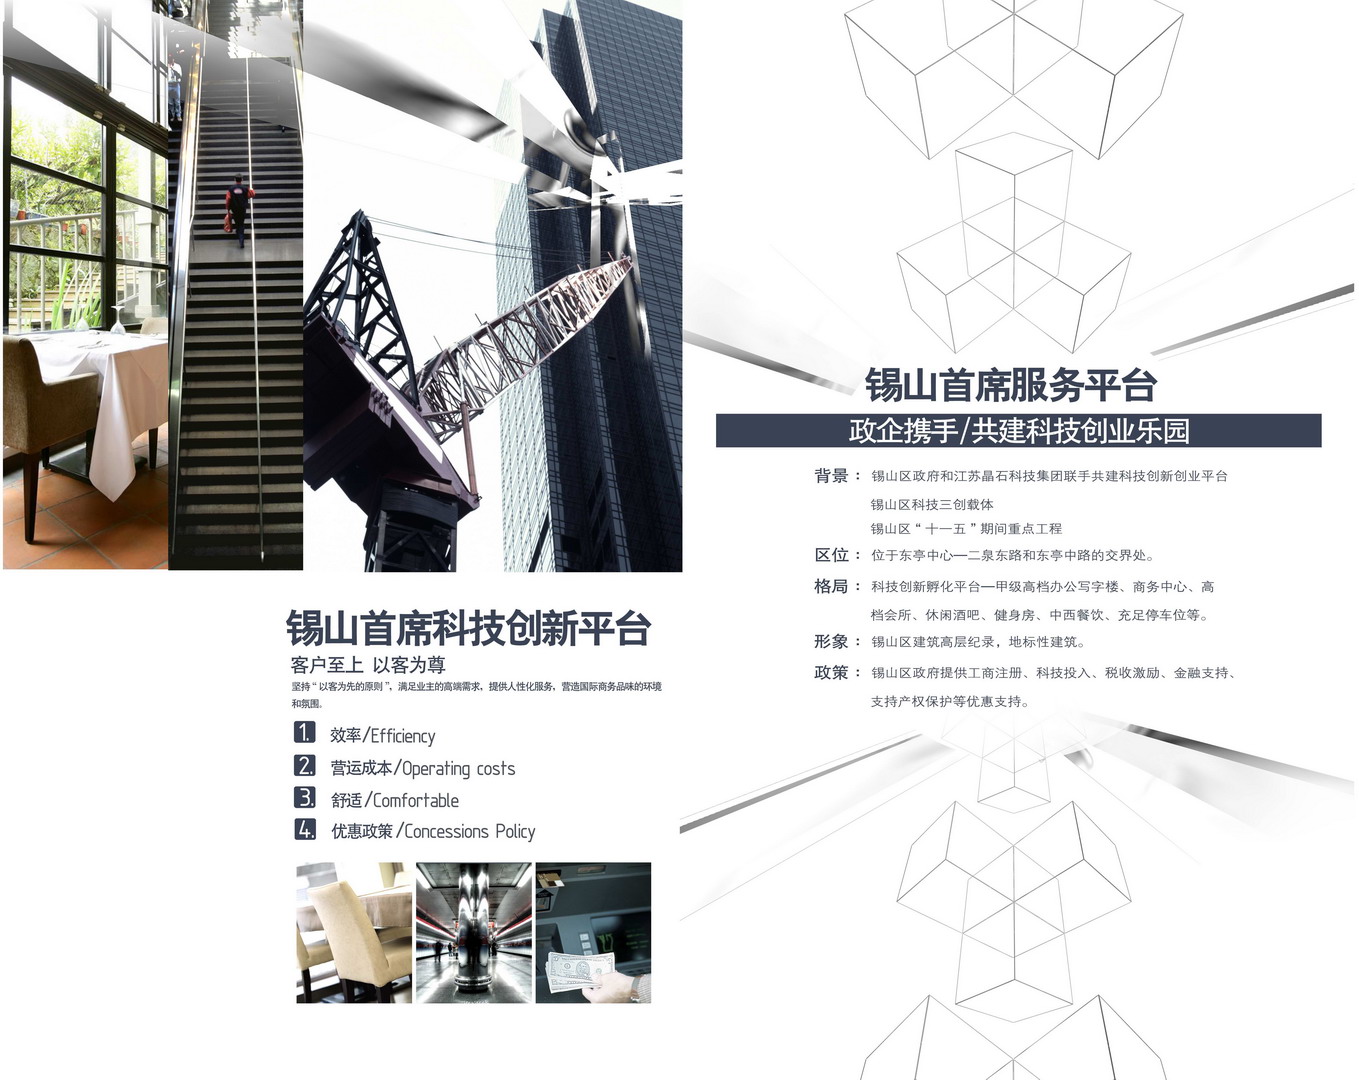 锡山首席科技创新平台
客户至上 以客为尊
坚持“以客为先的原则”，满足业主的高端需求，提供人性化服务，营造国际商务品味的环境
和氛围。
1. 效率/Efficiency
2. 营运成本/Operating costs
3. 舒适/Comfortable
4. 优惠政策/Concessions Policy
锡山首席服务平台
政企携手/共建科技创业乐园
背景： 锡山区政府和江苏晶石科技集团联手共建科技创新创业平台
锡山区科技三创载体
锡山区“十一五”期间重点工程
区位： 位于东亭中心—二泉东路和东亭中路的交界处。
格局： 科技创新孵化平台—甲级高档办公写字楼、商务中心、高
档会所、休闲酒吧、健身房、中西餐饮、充足停车位等。
形象： 锡山区建筑高层纪录，地标性建筑。
政策： 锡山区政府提供工商注册、科技投入、税收激励、金融支持、
支持产权保护等优惠支持。